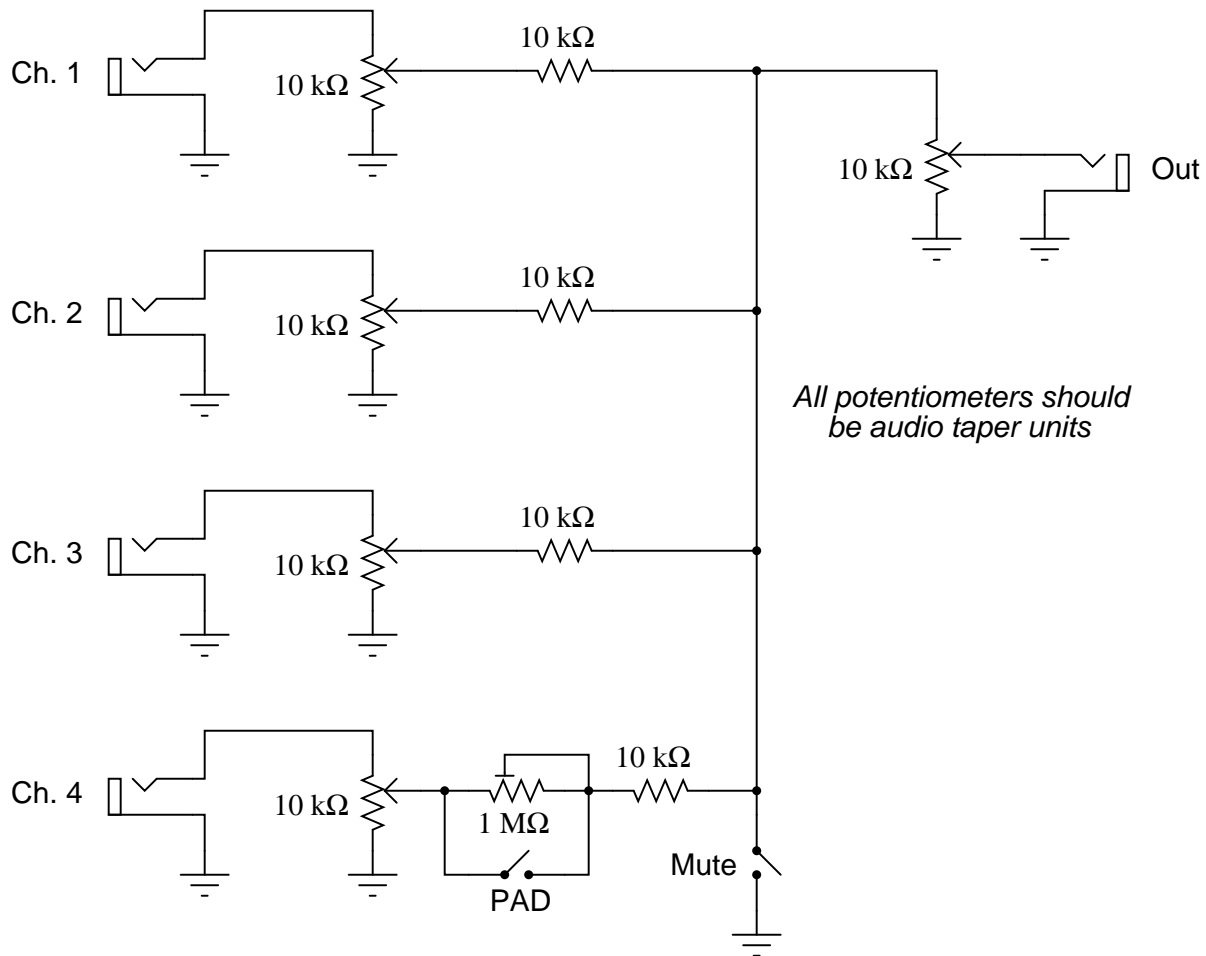 10 kΩ
Ch. 1
10 kΩ
10 kΩ
Out
10 kΩ
Ch. 2
10 kΩ
All potentiometers should
be audio taper units
10 kΩ
Ch. 3
10 kΩ
10 kΩ
Ch. 4
10 kΩ
1 MΩ
Mute
PAD